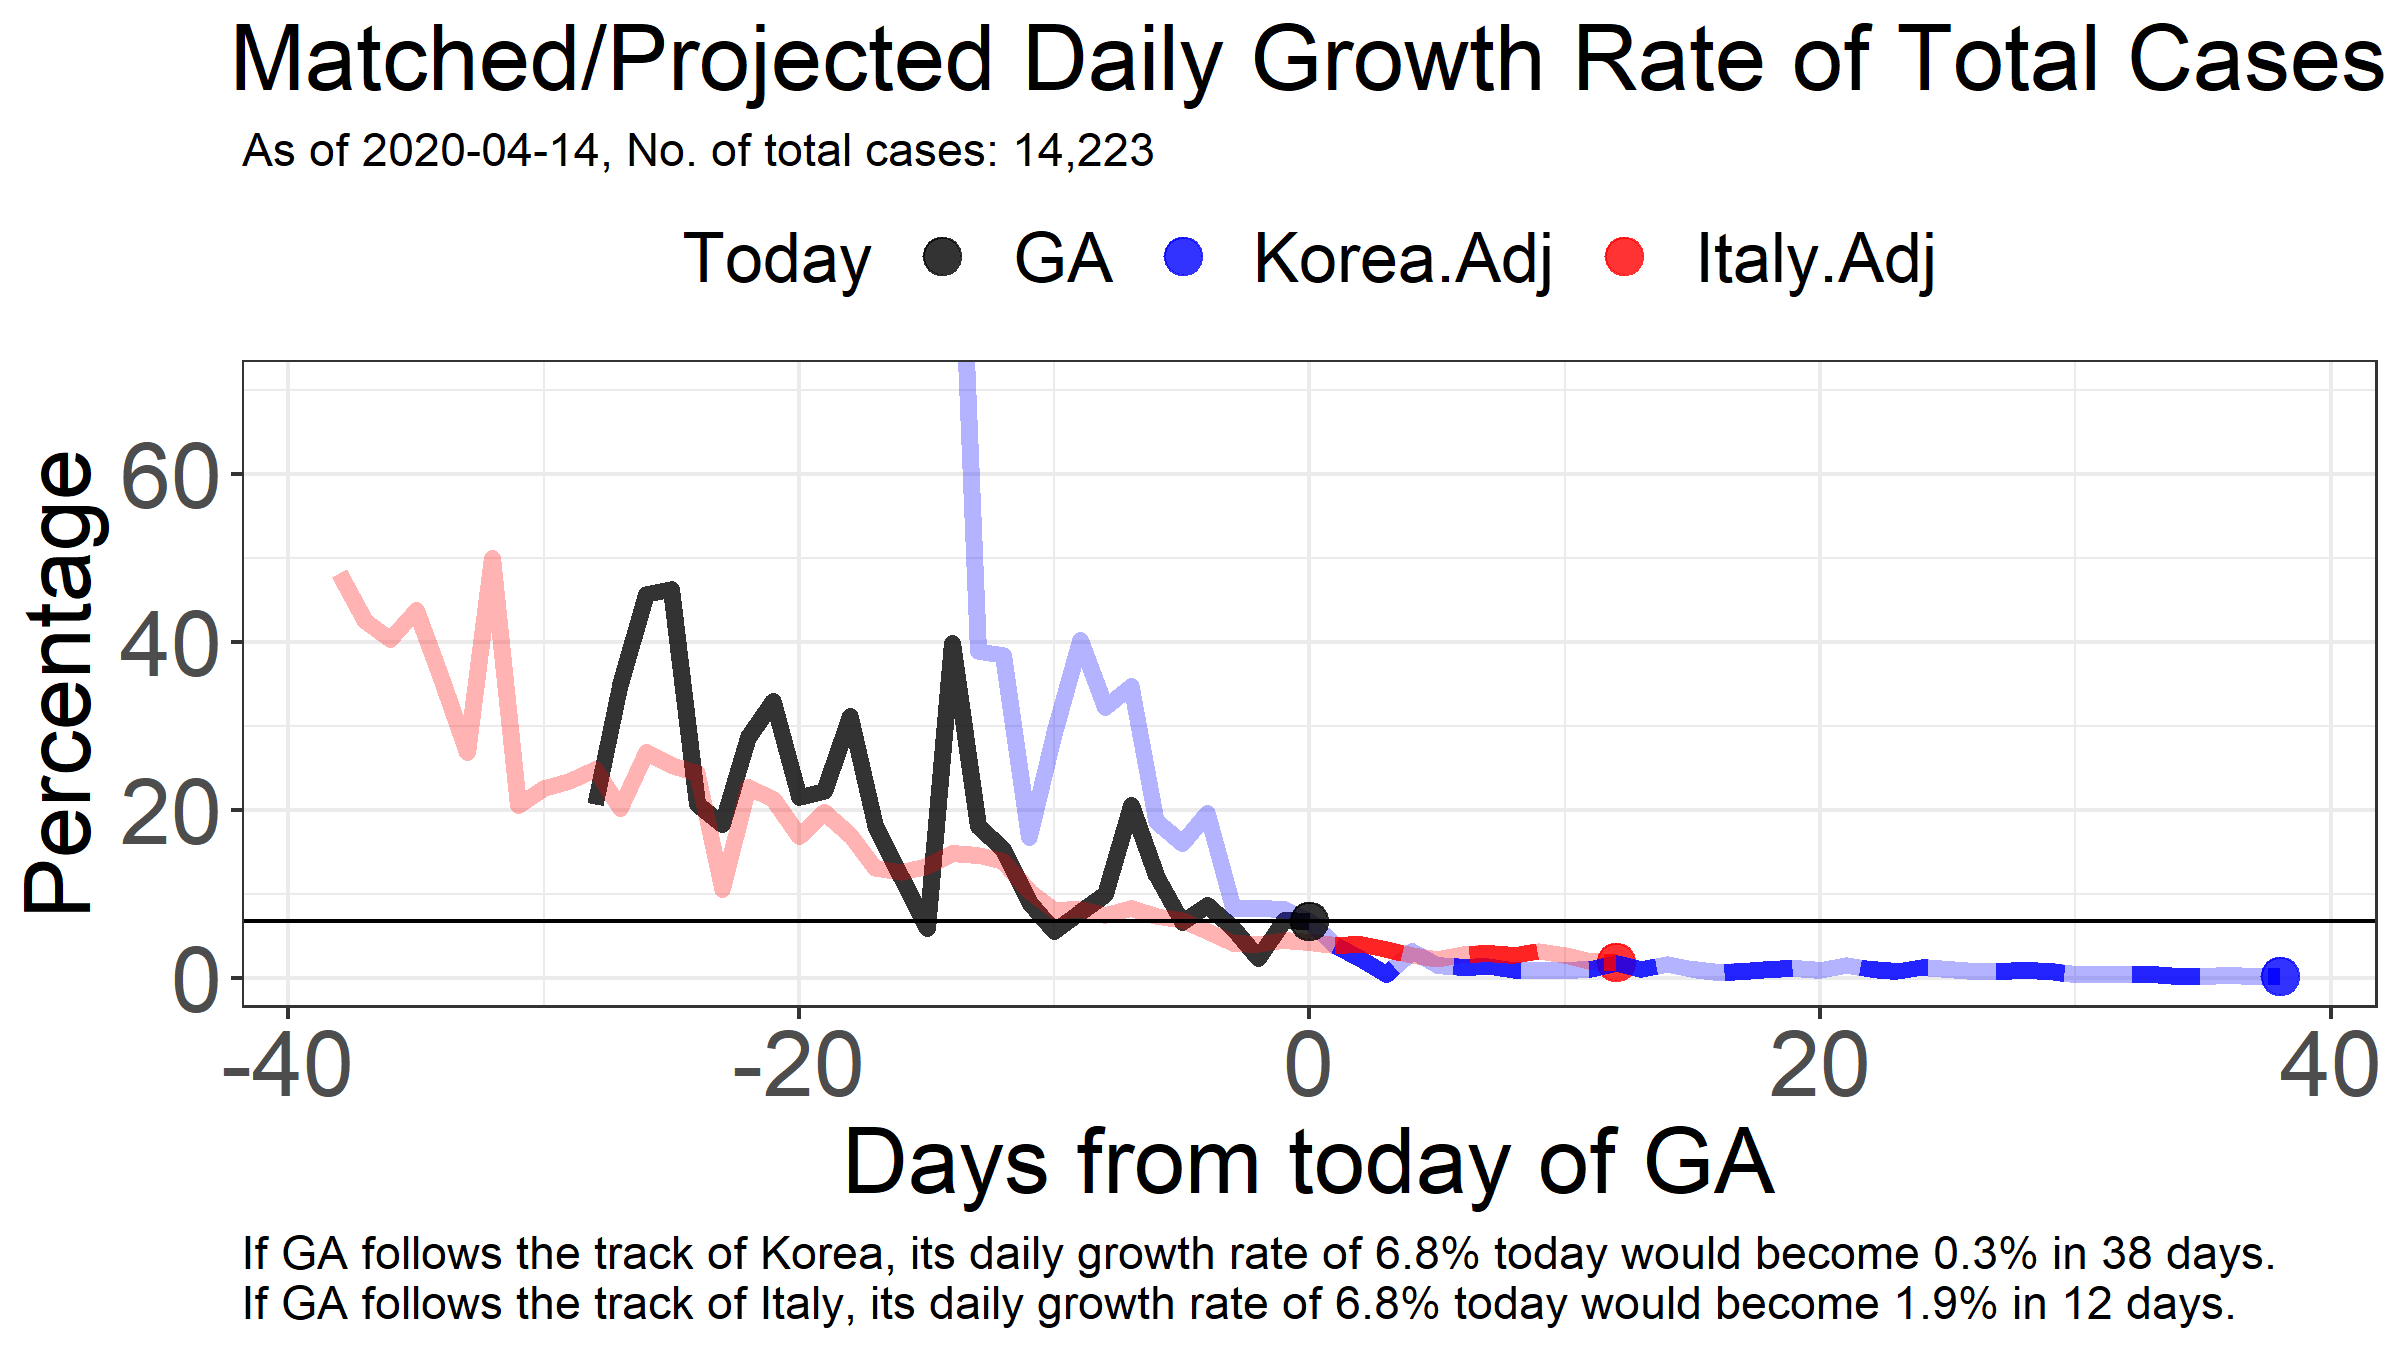 Matched/Projected Daily Growth Rate of Total Cases
As of 2020-04-14, No. of total cases: 14,223
Today GA Korea.Adj Italy.Adj
Percentage
60
40
20
0
-40 -20 0 20 40
Days from today of GA
If GA follows the track of Korea, its daily growth rate of 6.8% today would become 0.3% in 38 days.
If GA follows the track of Italy, its daily growth rate of 6.8% today would become 1.9% in 12 days.